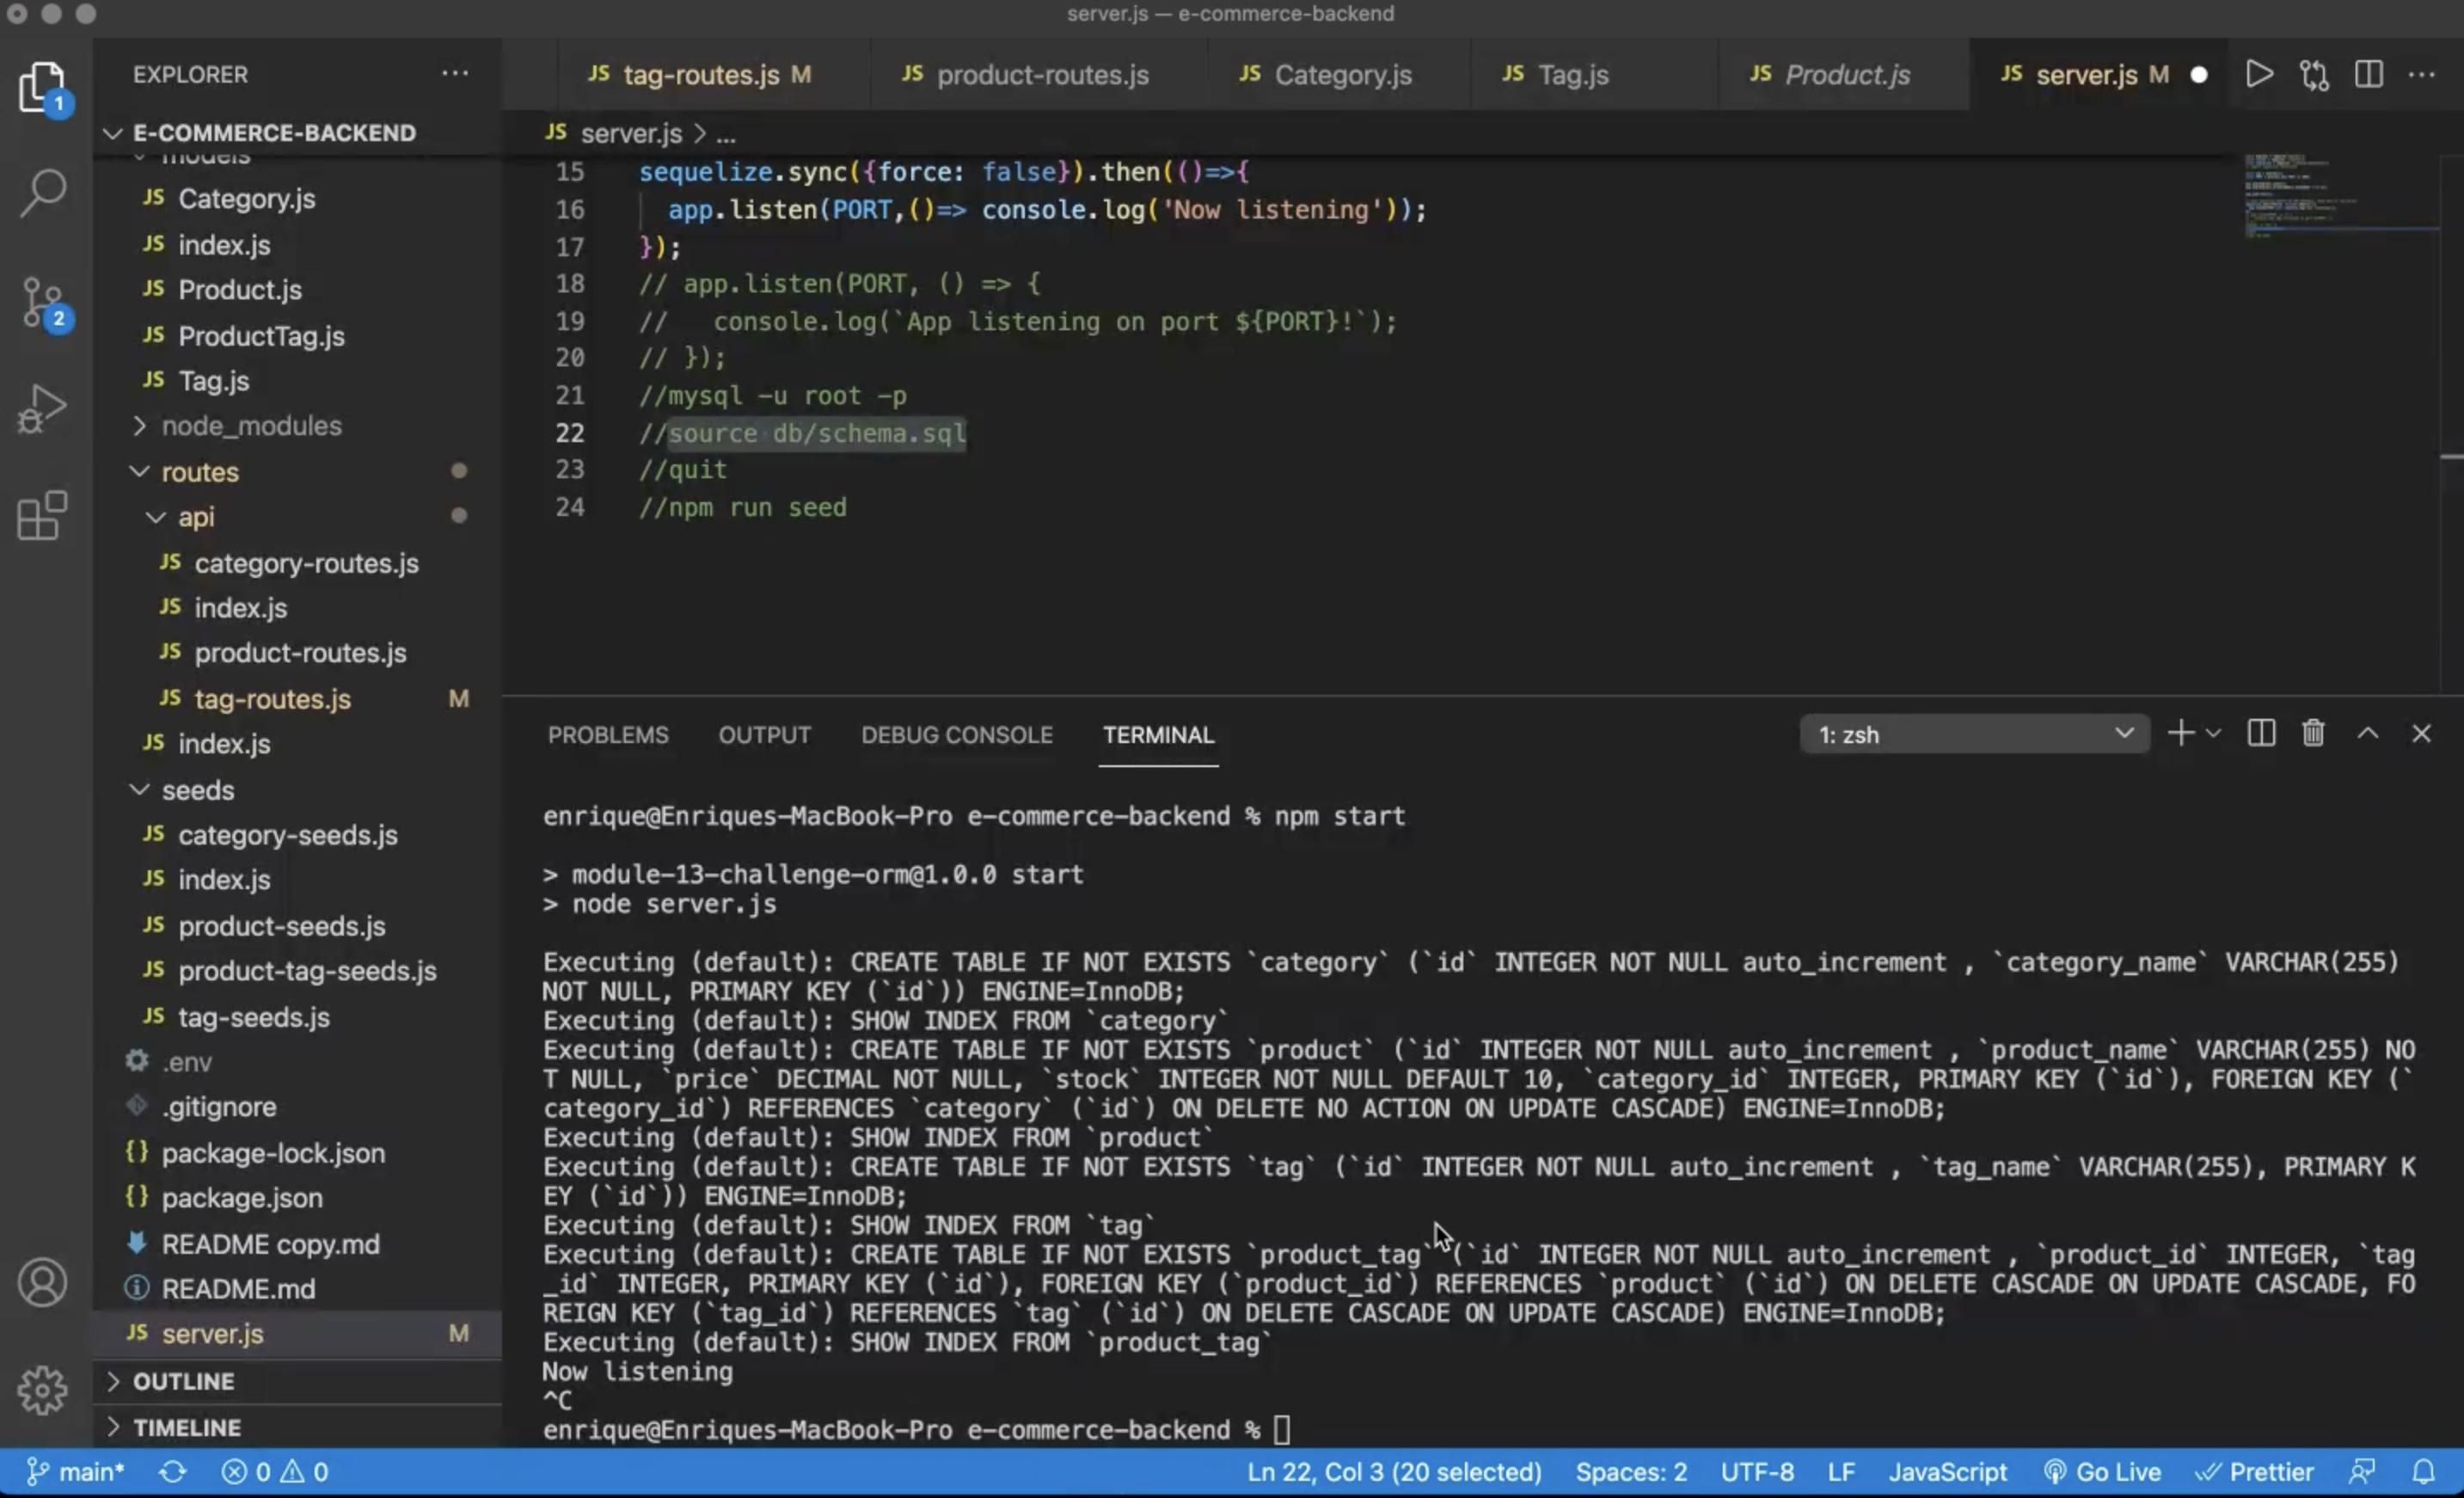 server.js — e-commerce-backend
EXPLORER
JS tag-routes.js M
JS product-routes.js
JS Category.js
JS Tag.js
JS Product.js
JS server.js M
1
2
E-COMMERCE-BACKEND
models
JS Category.js
JS index.js
JS Product.js
JS ProductTag.js
JS Tag.js
node_modules
routes
api
JS category-routes.js
JS index.js
JS product-routes.js
JS tag-routes.js M
JS index.js
seeds
JS category-seeds.js
JS index.js
JS product-seeds.js
JS product-tag-seeds.js
JS tag-seeds.js
.env
.gitignore
{} package-lock.json
{} package.json
README copy.md
README.md
JS server.js M
OUTLINE
TIMELINE
JS server.js > ...
15 sequelize.sync({force: false}).then(()=>{
16 app.listen(PORT,()=> console.log('Now listening'));
17 });
18 // app.listen(PORT, () => {
19 //   console.log(`App listening on port ${PORT}!`);
20 // });
21 //mysql -u root -p
22 //source db/schema.sql
23 //quit
24 //npm run seed
PROBLEMS OUTPUT DEBUG CONSOLE TERMINAL
1: zsh
enrique@Enriques-MacBook-Pro e-commerce-backend % npm start
> module-13-challenge-orm@1.0.0 start
> node server.js
Executing (default): CREATE TABLE IF NOT EXISTS `category` (`id` INTEGER NOT NULL auto_increment , `category_name` VARCHAR(255)
NOT NULL, PRIMARY KEY (`id`)) ENGINE=InnoDB;
Executing (default): SHOW INDEX FROM `category`
Executing (default): CREATE TABLE IF NOT EXISTS `product` (`id` INTEGER NOT NULL auto_increment , `product_name` VARCHAR(255) NO
T NULL, `price` DECIMAL NOT NULL, `stock` INTEGER NOT NULL DEFAULT 10, `category_id` INTEGER, PRIMARY KEY (`id`), FOREIGN KEY (`
category_id`) REFERENCES `category` (`id`) ON DELETE NO ACTION ON UPDATE CASCADE) ENGINE=InnoDB;
Executing (default): SHOW INDEX FROM `product`
Executing (default): CREATE TABLE IF NOT EXISTS `tag` (`id` INTEGER NOT NULL auto_increment , `tag_name` VARCHAR(255), PRIMARY K
EY (`id`)) ENGINE=InnoDB;
Executing (default): SHOW INDEX FROM `tag`
Executing (default): CREATE TABLE IF NOT EXISTS `product_tag` (`id` INTEGER NOT NULL auto_increment , `product_id` INTEGER, `tag
_id` INTEGER, PRIMARY KEY (`id`), FOREIGN KEY (`product_id`) REFERENCES `product` (`id`) ON DELETE CASCADE ON UPDATE CASCADE, FO
REIGN KEY (`tag_id`) REFERENCES `tag` (`id`) ON DELETE CASCADE ON UPDATE CASCADE) ENGINE=InnoDB;
Executing (default): SHOW INDEX FROM `product_tag`
Now listening
^C
enrique@Enriques-MacBook-Pro e-commerce-backend %
main* 0 0 Ln 22, Col 3 (20 selected) Spaces: 2 UTF-8 LF JavaScript Go Live Prettier